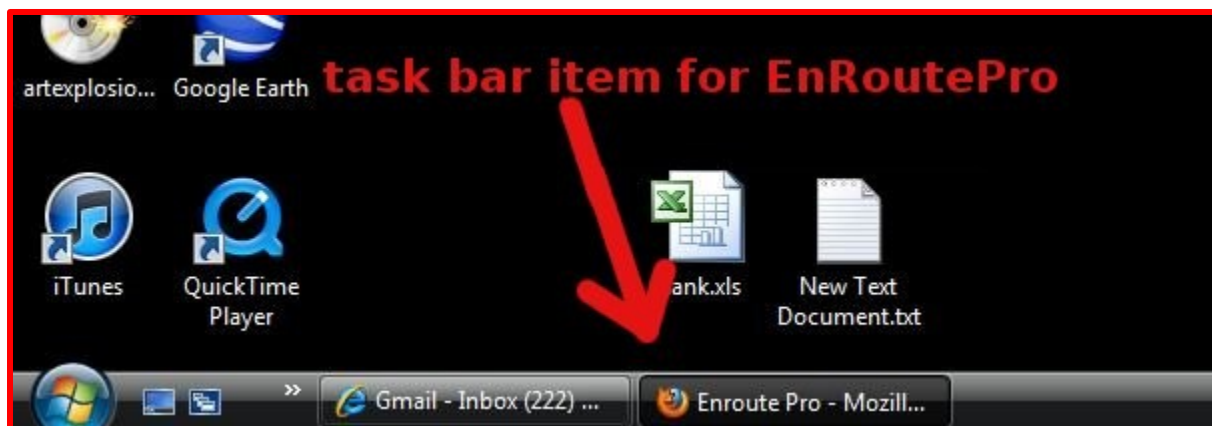 artexplosio...
Google Earth
task bar item for EnRoutePro
iTunes
QuickTime
Player
ank.xls
New Text
Document.txt
»
Gmail - Inbox (222) ...
Enroute Pro - Mozill...